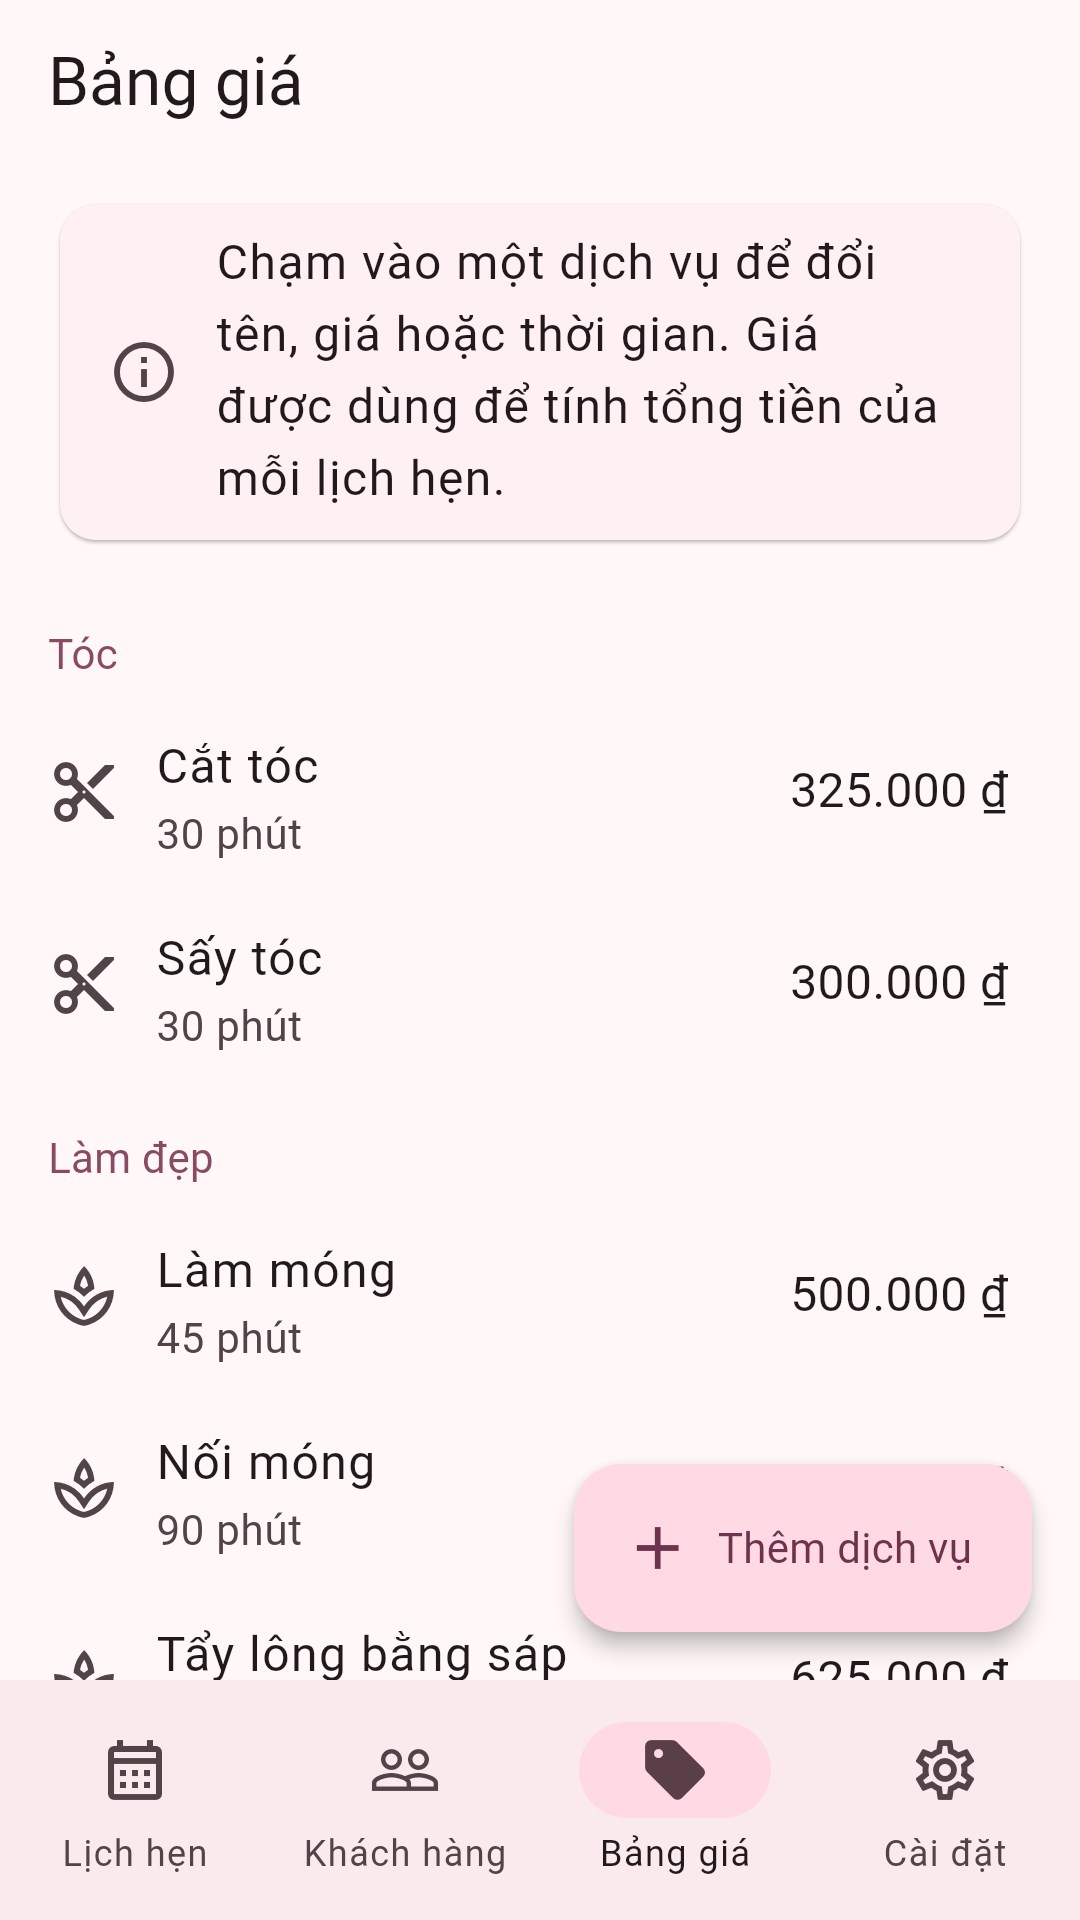 Bảng giá
Chạm vào một dịch vụ để đổi
tên, giá hoặc thời gian. Giá
được dùng để tính tổng tiền của
mỗi lịch hẹn.
Tóc
Cắt tóc
325.000 ₫
30 phút
Sấy tóc
300.000 ₫
30 phút
Làm đẹp
Làm móng
500.000 ₫
45 phút
Nối móng
90 phút
Thêm dịch vụ
Tẩy lông bằng sáp
625.000 ₫
Lịch hẹn
Khách hàng
Bảng giá
Cài đặt